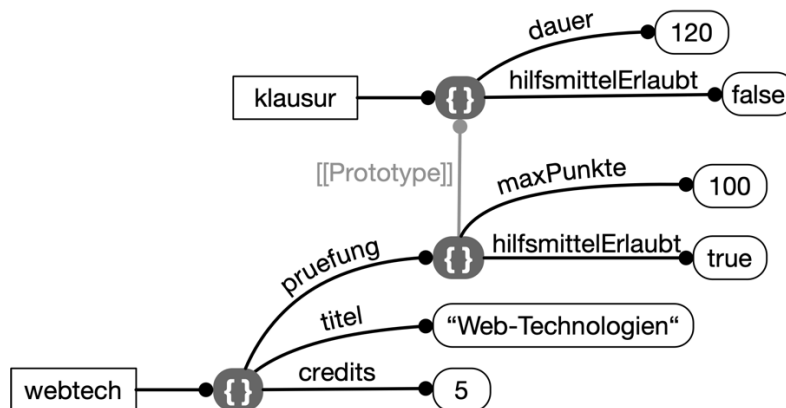 dauer
120
klausur
{ }
hilfsmittelErlaubt
false
[[Prototype]]
maxPunkte
100
pruefung
{ }
hilfsmittelErlaubt
true
titel
“Web-Technologien“
webtech
{ }
credits
5